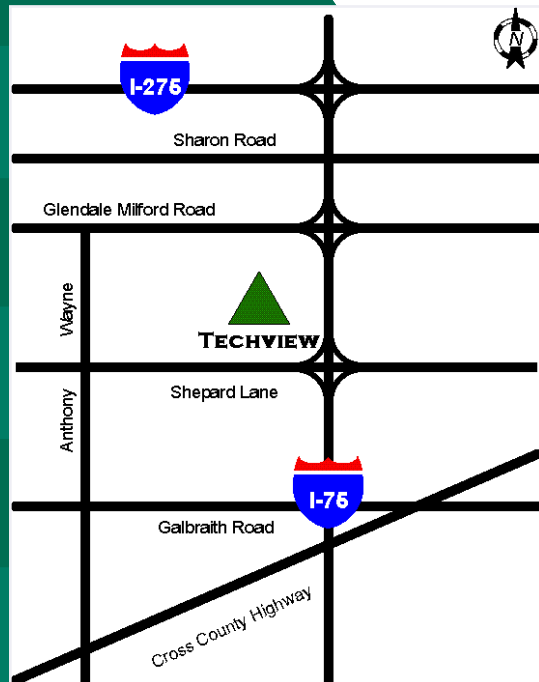 N
I-275
Sharon Road
Glendale Milford Road
Anthony Wayne
TECHVIEW
Shepard Lane
I-75
Galbraith Road
Cross County Highway